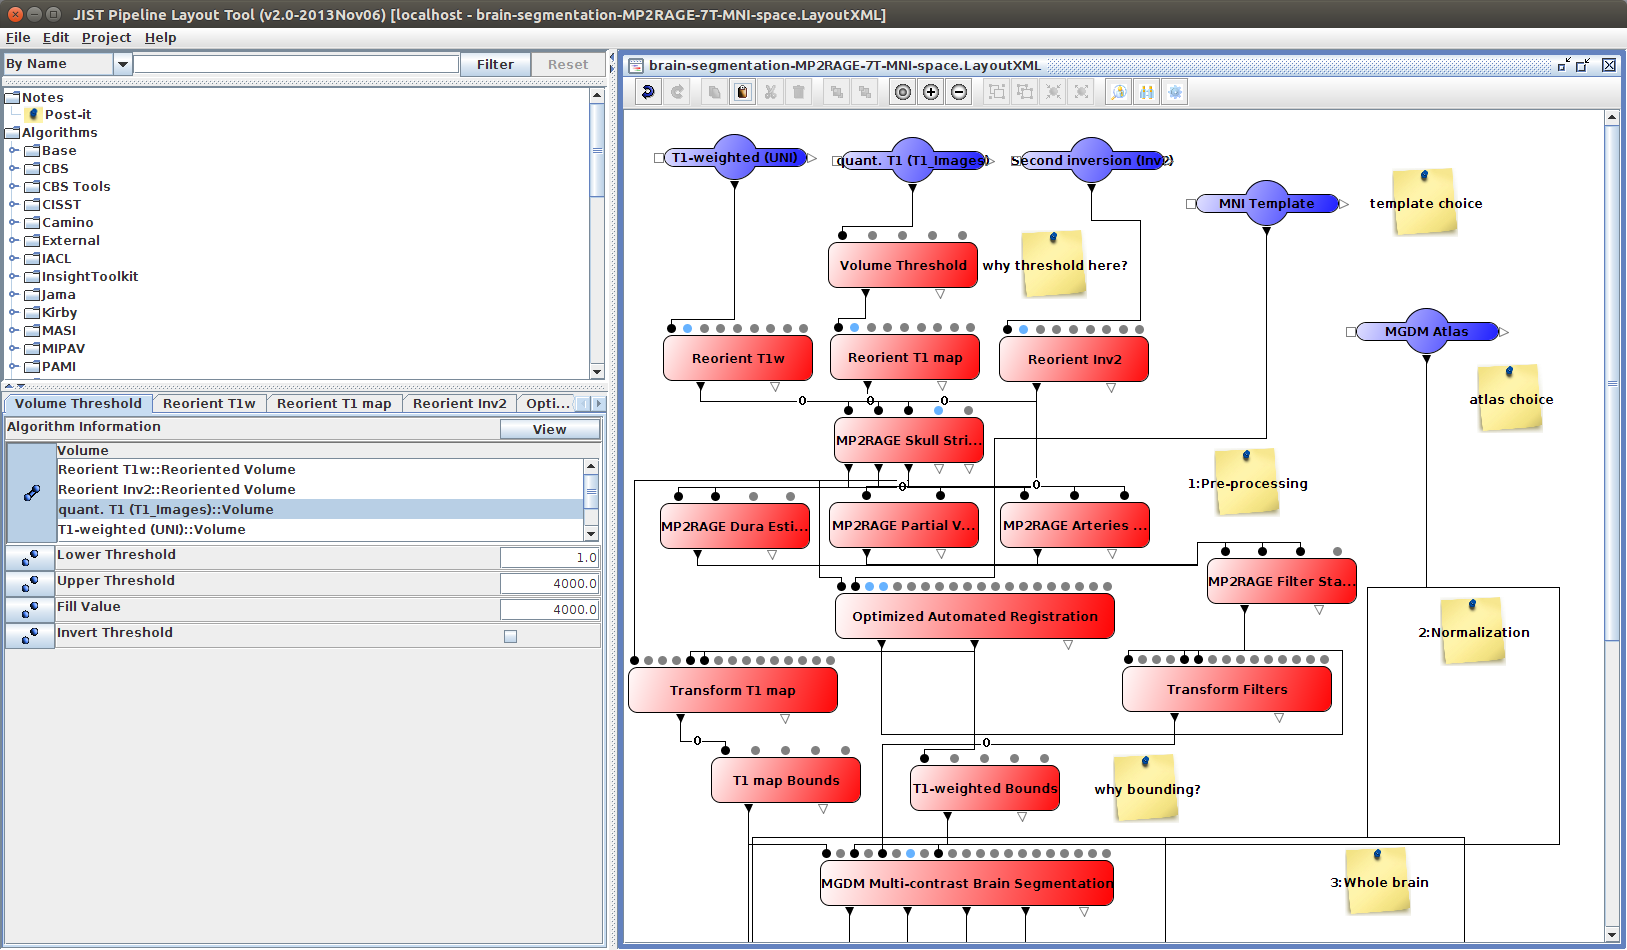 JIST Pipeline Layout Tool (v2.0-2013Nov06) [localhost - brain-segmentation-MP2RAGE-7T-MNI-space.LayoutXML]
File Edit Project Help
By Name
Filter
Reset
Notes
Post-it
Algorithms
Base
CBS
CBS Tools
CISST
Camino
External
IACL
InsightToolkit
Jama
Kirby
MASI
MIPAV
PAMI
Volume Threshold
Reorient T1w
Reorient T1 map
Reorient Inv2
Opti...
Algorithm Information
View
Volume
Reorient T1w::Reoriented Volume
Reorient Inv2::Reoriented Volume
quant. T1 (T1_Images)::Volume
T1-weighted (UNI)::Volume
Lower Threshold
1.0
Upper Threshold
4000.0
Fill Value
4000.0
Invert Threshold
brain-segmentation-MP2RAGE-7T-MNI-space.LayoutXML
T1-weighted (UNI)
quant. T1 (T1_Images)
Second inversion (Inv2)
MNI Template
template choice
Volume Threshold
why threshold here?
MGDM Atlas
Reorient T1w
Reorient T1 map
Reorient Inv2
atlas choice
0
0
0
MP2RAGE Skull Stri...
1:Pre-processing
0
0
MP2RAGE Dura Esti...
MP2RAGE Partial V...
MP2RAGE Arteries ...
MP2RAGE Filter Sta...
Optimized Automated Registration
2:Normalization
Transform T1 map
Transform Filters
0
0
T1 map Bounds
T1-weighted Bounds
why bounding?
MGDM Multi-contrast Brain Segmentation
3:Whole brain